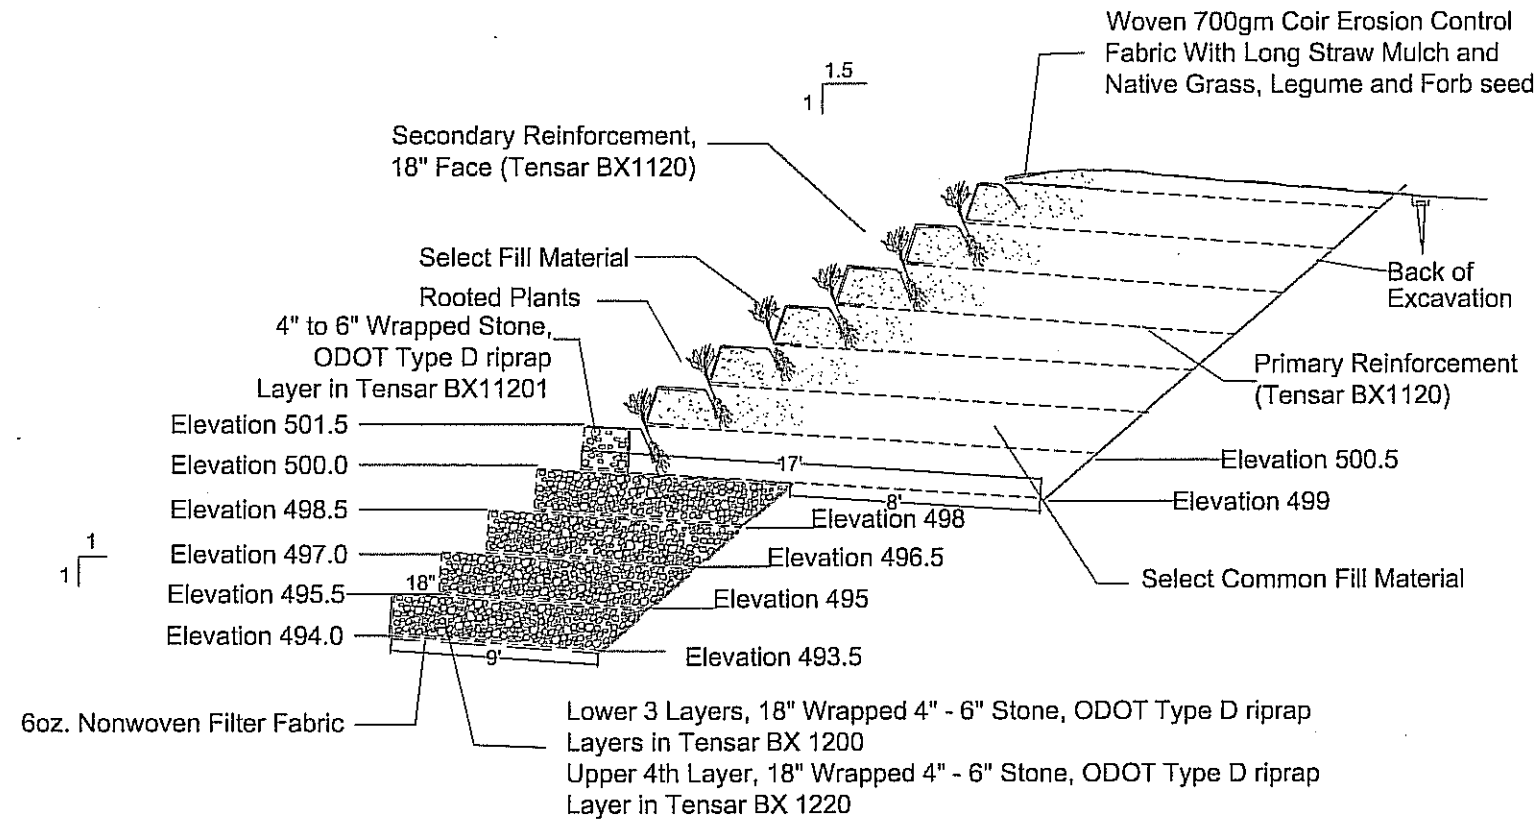 Woven 700gm Coir Erosion Control
Fabric With Long Straw Mulch and
Native Grass, Legume and Forb seed
1.5
1
Secondary Reinforcement,
18" Face (Tensar BX1120)
Select Fill Material
Rooted Plants
4" to 6" Wrapped Stone,
ODOT Type D riprap
Layer in Tensar BX11201
Back of
Excavation
Primary Reinforcement
(Tensar BX1120)
Elevation 501.5
Elevation 500.0
Elevation 498.5
Elevation 497.0
Elevation 495.5
Elevation 494.0
1
1
18"
17'
8'
9'
Elevation 500.5
Elevation 499
Elevation 498
Elevation 496.5
Elevation 495
Elevation 493.5
Select Common Fill Material
6oz. Nonwoven Filter Fabric
Lower 3 Layers, 18" Wrapped 4" - 6" Stone, ODOT Type D riprap
Layers in Tensar BX 1200
Upper 4th Layer, 18" Wrapped 4" - 6" Stone, ODOT Type D riprap
Layer in Tensar BX 1220